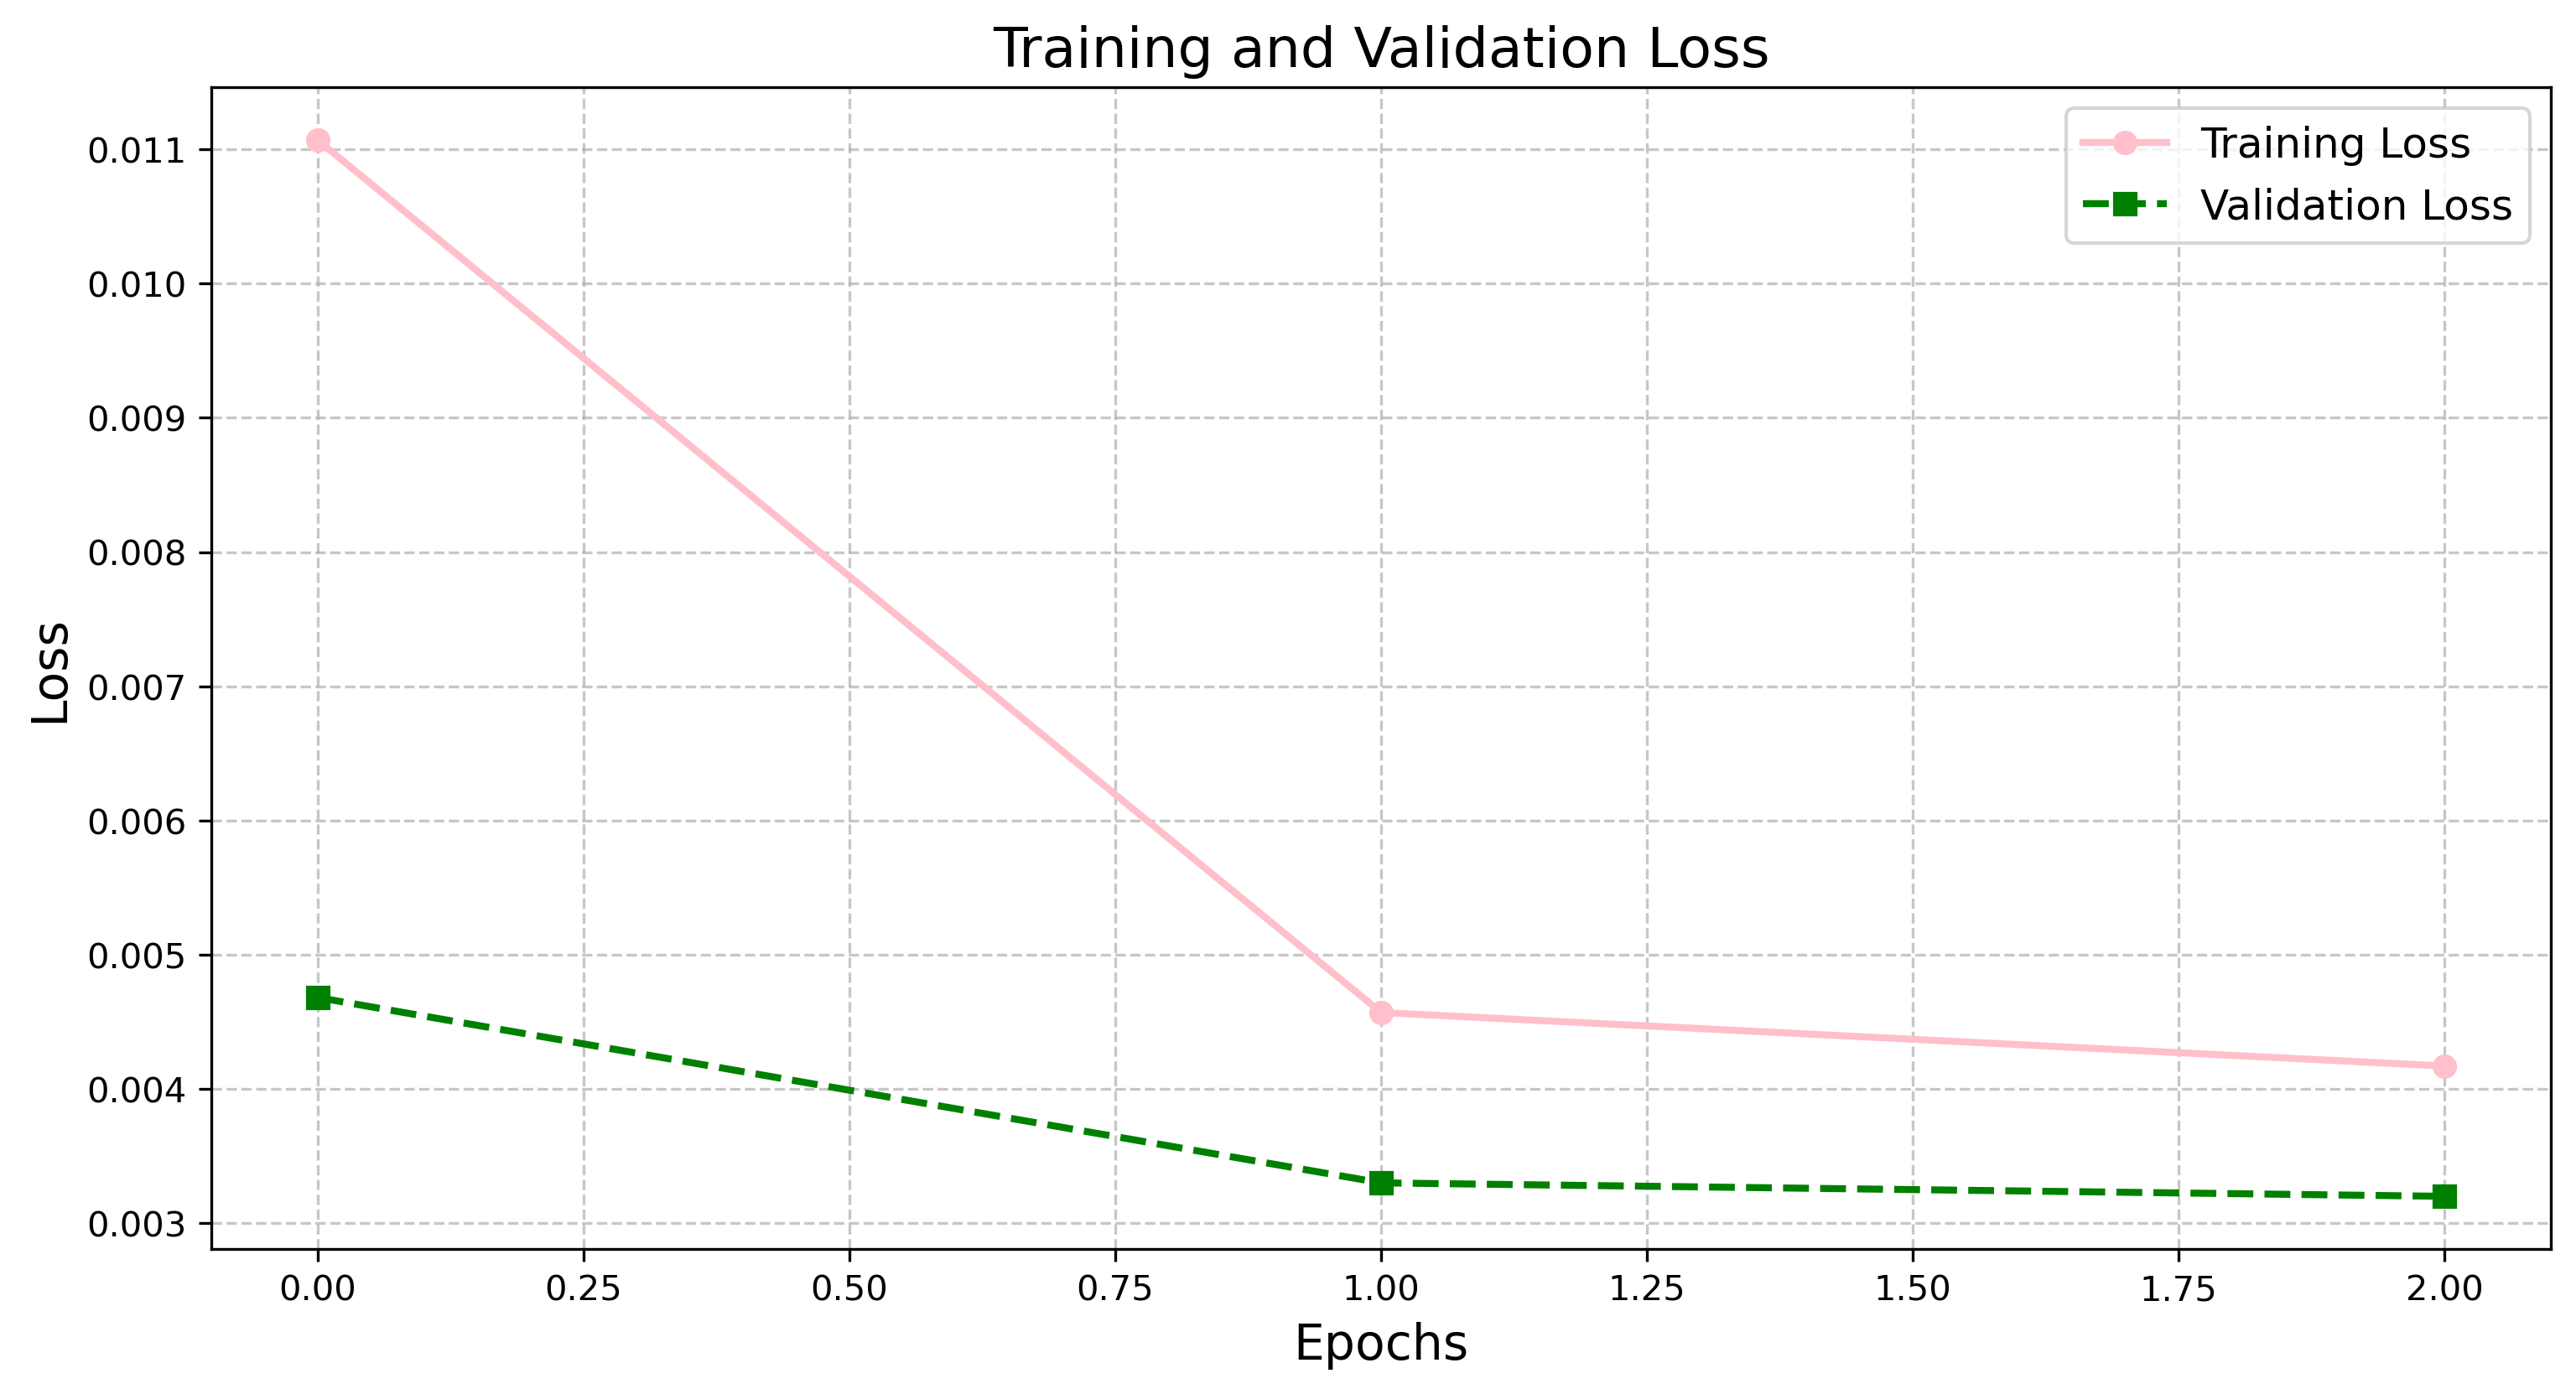 Training and Validation Loss
Training Loss
Validation Loss
Loss
0.011
0.010
0.009
0.008
0.007
0.006
0.005
0.004
0.003
0.00 0.25 0.50 0.75 1.00 1.25 1.50 1.75 2.00
Epochs